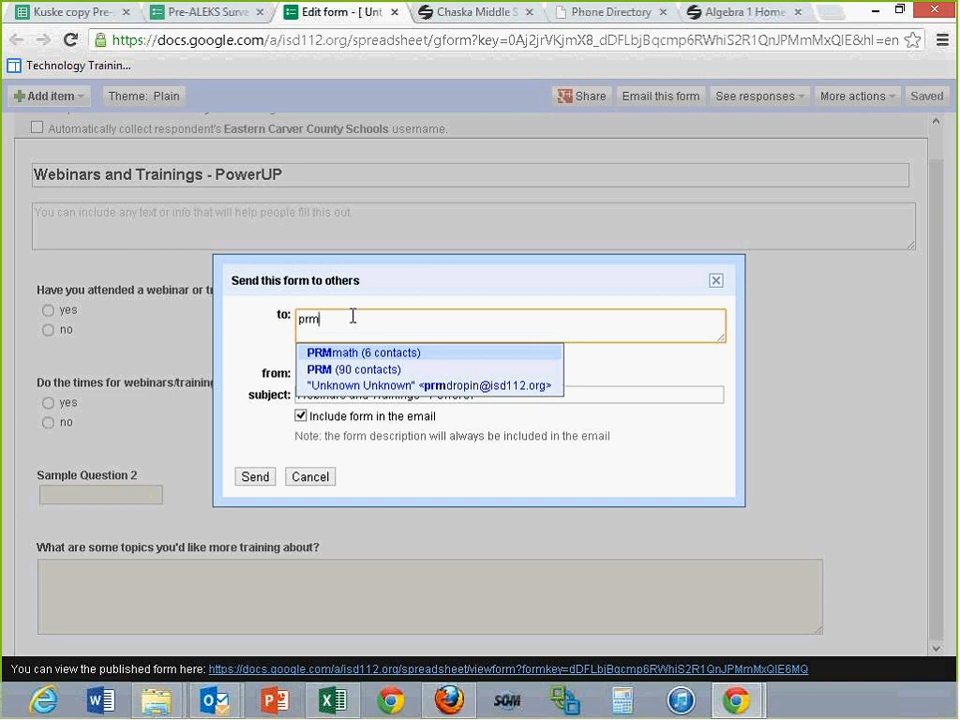 Kuske copy Pre-
Pre-ALEKS Surve
Edit form - [ Unt
Chaska Middle S
Phone Directory
Algebra 1 Home
https://docs.google.com/a/isd112.org/spreadsheet/gform?key=0Aj2jrVKjmX8_dDFLbjBqcmp6RWhiS2R1QnJPMmMxQlE&hl=en
Technology Trainin...
Add item
Theme: Plain
Share
Email this form
See responses
More actions
Saved
Automatically collect respondent's Eastern Carver County Schools username.
Webinars and Trainings - PowerUP
You can include any text or info that will help people fill this out.
Have you attended a webinar or t
yes
no
Do the times for webinars/training
yes
no
Sample Question 2
What are some topics you'd like more training about?
Send this form to others
to: prm
PRMmath (6 contacts)
PRM (90 contacts)
"Unknown Unknown" <prmdropin@isd112.org>
from:
subject:
Include form in the email
Note: the form description will always be included in the email
Send
Cancel
You can view the published form here: https://docs.google.com/a/isd112.org/spreadsheet/viewform?formkey=dDFLbjBqcmp6RWhiS2R1QnJPMmMxQlE6MQ
SOM